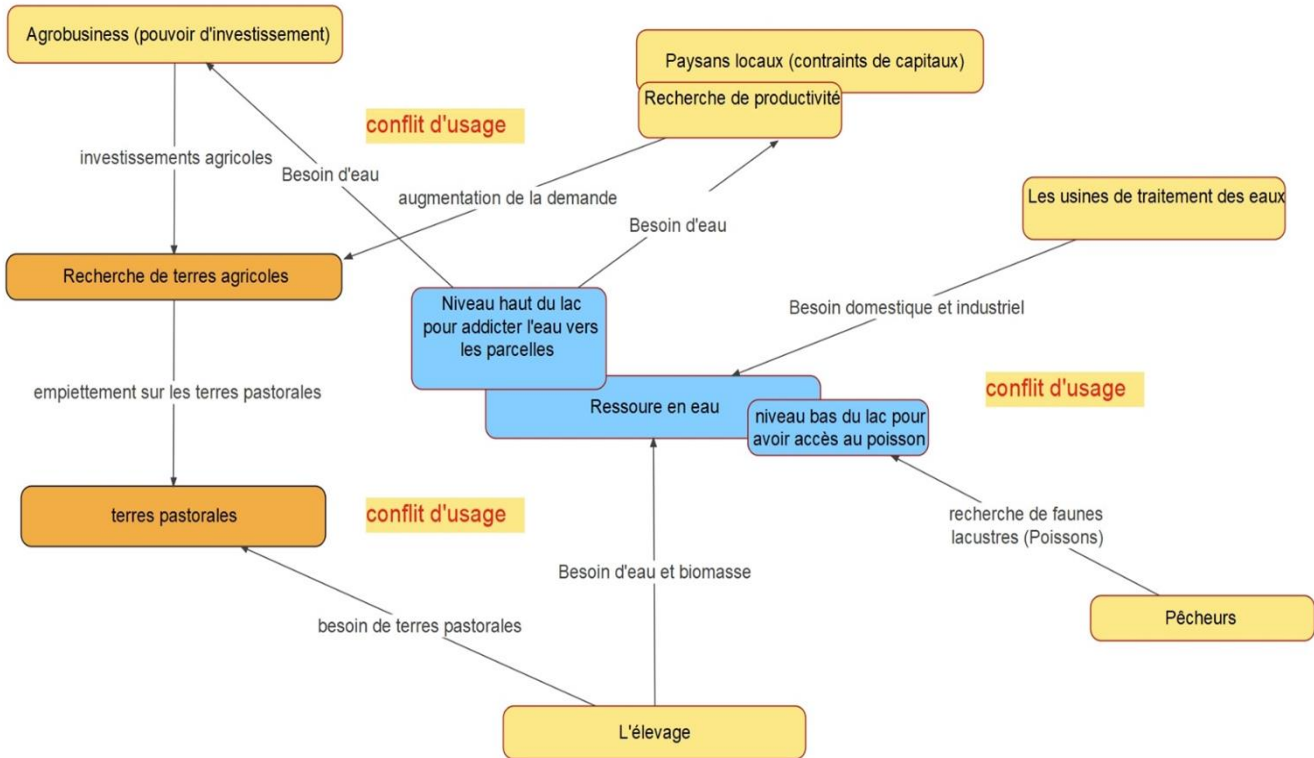 Agrobusiness (pouvoir d'investissement)
Paysans locaux (contraints de capitaux)
Recherche de productivité
conflit d'usage
investissements agricoles
Besoin d'eau
augmentation de la demande
Besoin d'eau
Les usines de traitement des eaux
Recherche de terres agricoles
Niveau haut du lac
pour addicter l'eau vers
les parcelles
Besoin domestique et industriel
empiettement sur les terres pastorales
Ressoure en eau
conflit d'usage
niveau bas du lac pour
avoir accès au poisson
terres pastorales
conflit d'usage
recherche de faunes
lacustres (Poissons)
Besoin d'eau et biomasse
besoin de terres pastorales
Pêcheurs
L'élevage